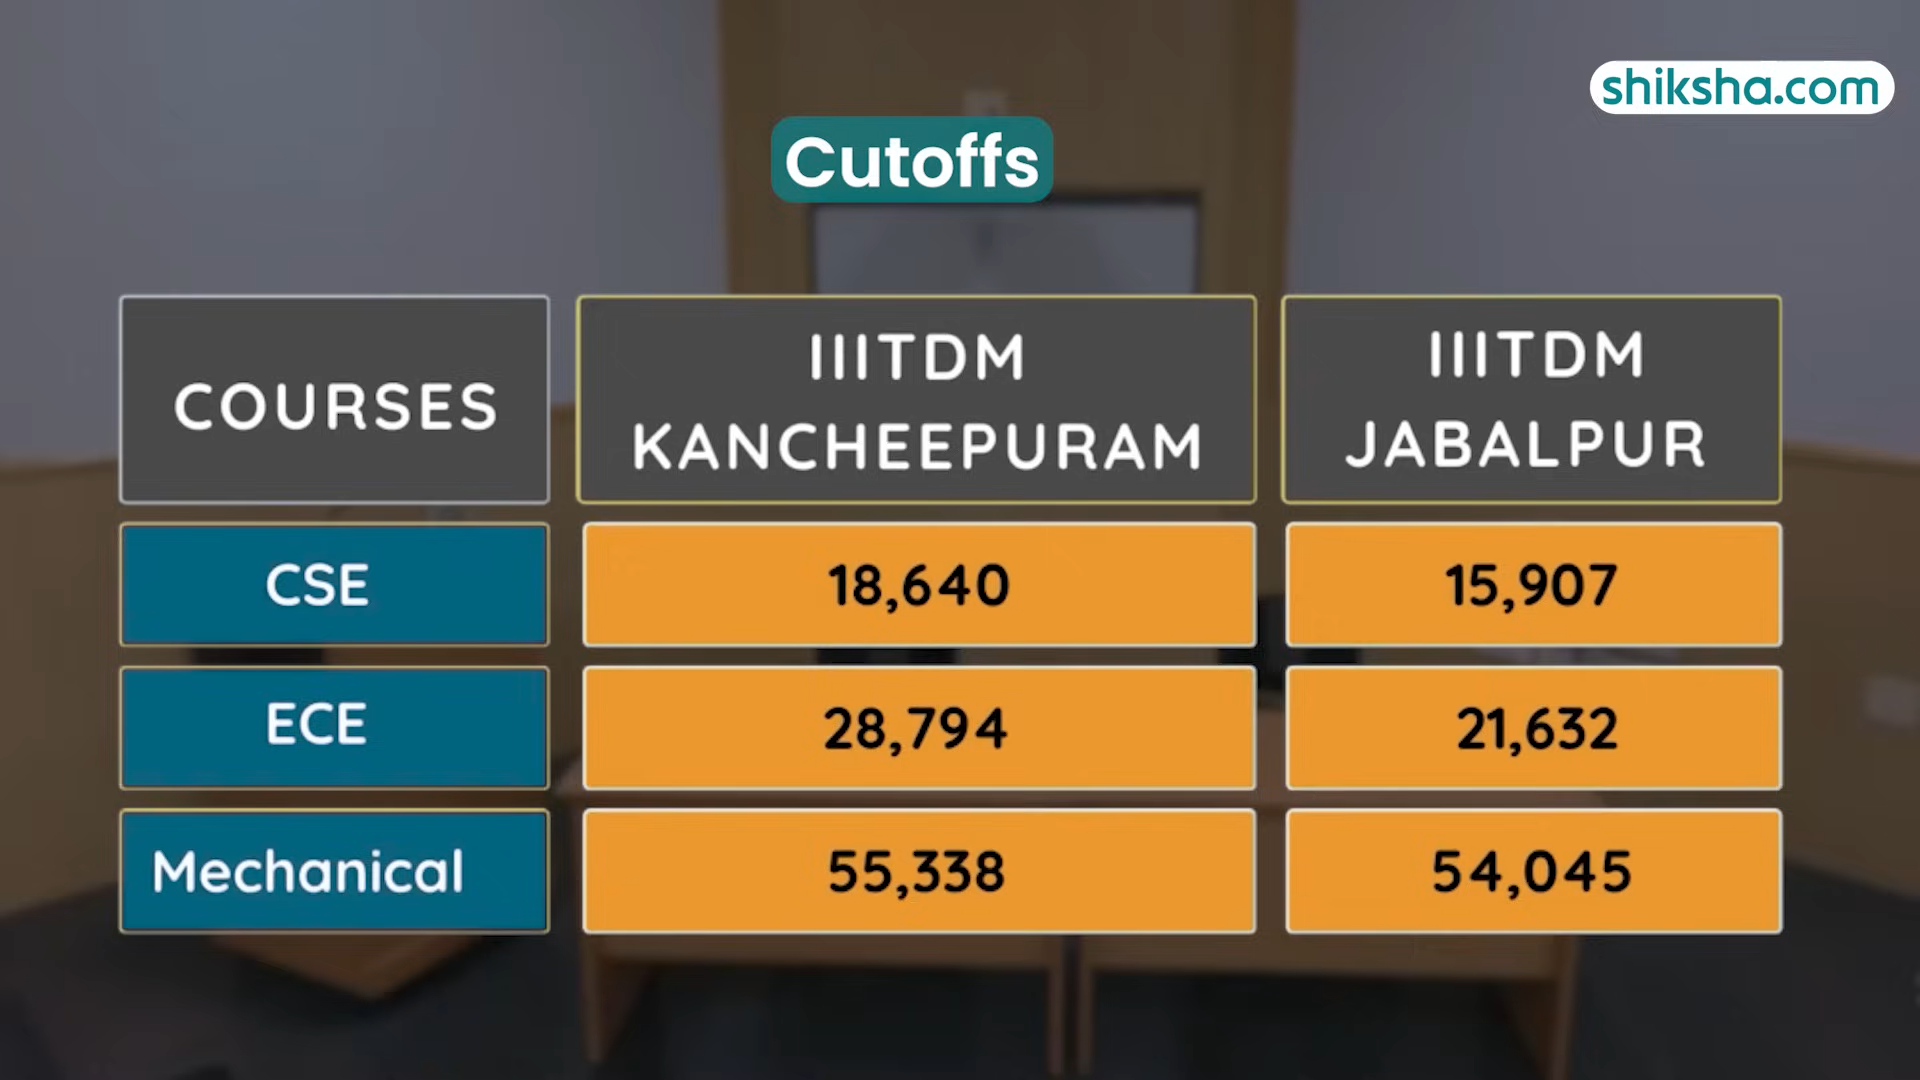 shiksha.com
Cutoffs
COURSES
IIITDM
KANCHEEPURAM
IIITDM
JABALPUR
CSE
18,640
15,907
ECE
28,794
21,632
Mechanical
55,338
54,045